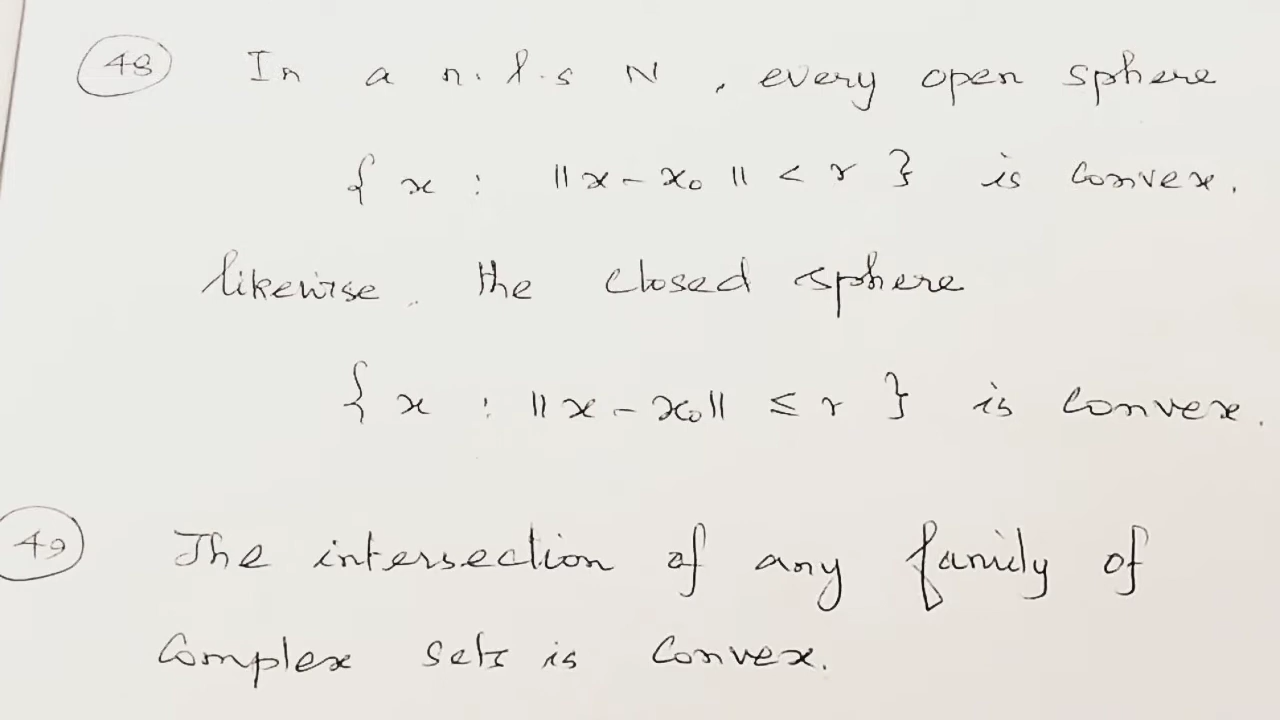 48 In a n.l.s N, every open sphere
{ x : ||x - x₀|| < r } is convex.
likewise. the closed sphere
{ x : ||x - x₀|| ≤ r } is convex.
49 The intersection of any family of
Complex sets is convex.